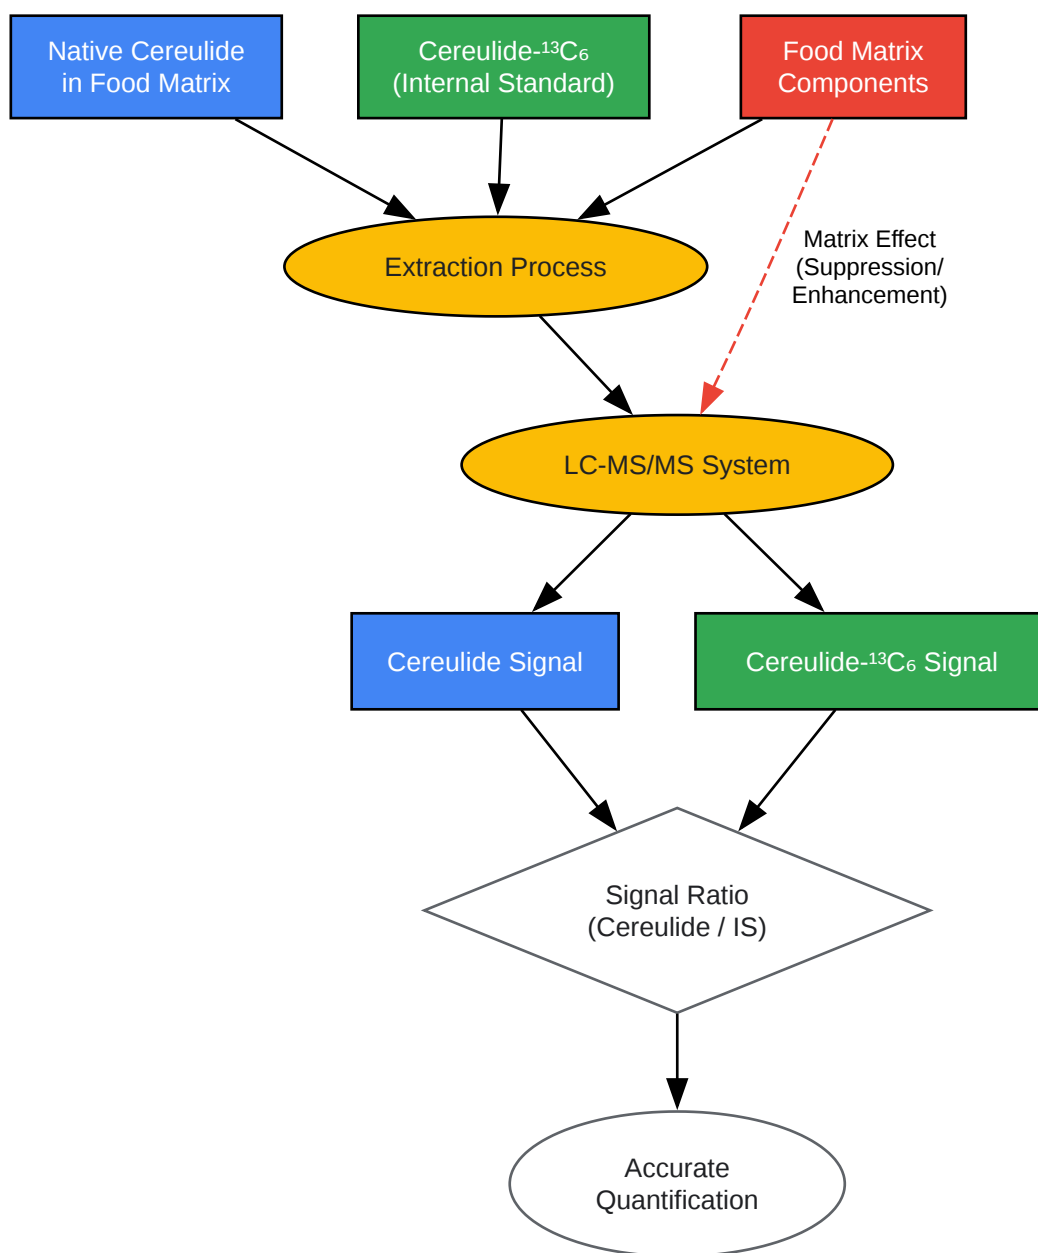 Native Cereulide
in Food Matrix
Cereulide-¹³C₆
(Internal Standard)
Food Matrix
Components
Extraction Process
Matrix Effect
(Suppression/
Enhancement)
LC-MS/MS System
Cereulide Signal
Cereulide-¹³C₆ Signal
Signal Ratio
(Cereulide / IS)
Accurate
Quantification